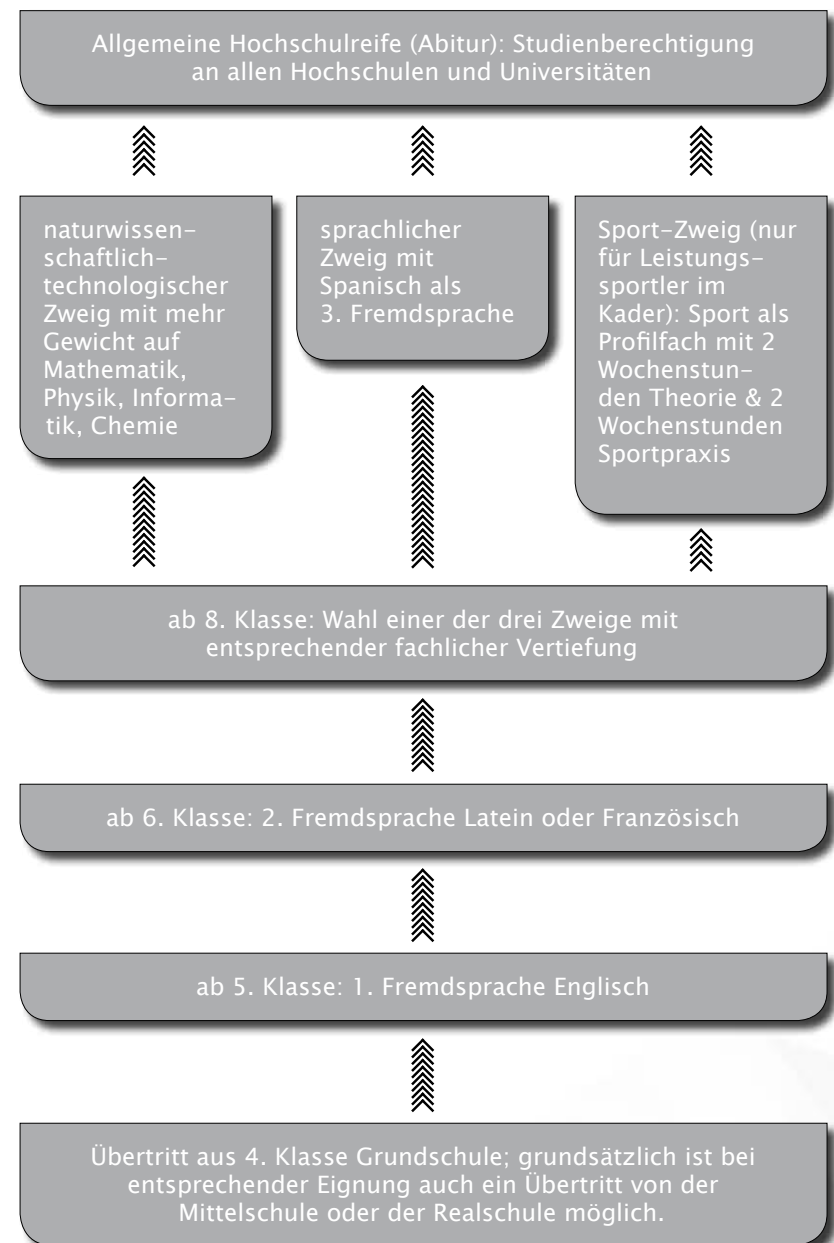 Allgemeine Hochschulreife (Abitur): Studienberechtigung
an allen Hochschulen und Universitäten
naturwissen-
schaftlich-
technologischer
Zweig mit mehr
Gewicht auf
Mathematik,
Physik, Informa-
tik, Chemie
sprachlicher
Zweig mit
Spanisch als
3. Fremdsprache
Sport-Zweig (nur
für Leistungs-
sportler im
Kader): Sport als
Profilfach mit 2
Wochenstun-
den Theorie & 2
Wochenstunden
Sportpraxis
ab 8. Klasse: Wahl einer der drei Zweige mit
entsprechender fachlicher Vertiefung
ab 6. Klasse: 2. Fremdsprache Latein oder Französisch
ab 5. Klasse: 1. Fremdsprache Englisch
Übertritt aus 4. Klasse Grundschule; grundsätzlich ist bei
entsprechender Eignung auch ein Übertritt von der
Mittelschule oder der Realschule möglich.